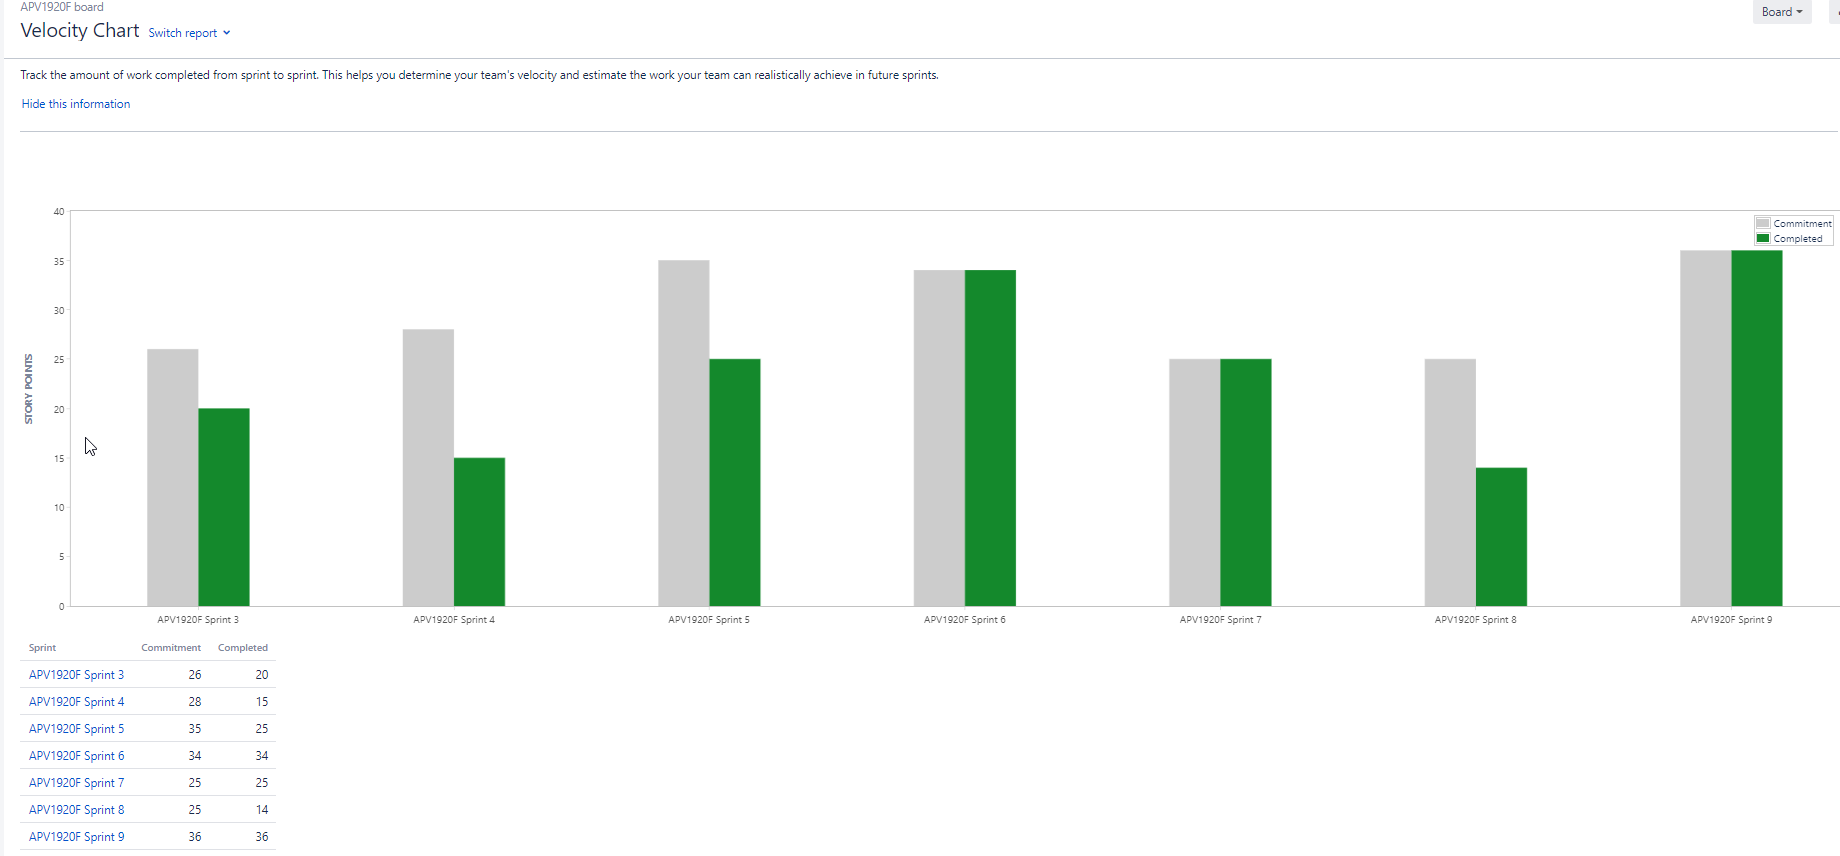 APV1920F board
Board
Velocity Chart Switch report
Track the amount of work completed from sprint to sprint. This helps you determine your team's velocity and estimate the work your team can realistically achieve in future sprints.
Hide this information
40
35
30
25
20
15
10
5
0
STORY POINTS
Commitment
Completed
APV1920F Sprint 3 APV1920F Sprint 4 APV1920F Sprint 5 APV1920F Sprint 6 APV1920F Sprint 7 APV1920F Sprint 8 APV1920F Sprint 9
Sprint Commitment Completed
APV1920F Sprint 3 26 20
APV1920F Sprint 4 28 15
APV1920F Sprint 5 35 25
APV1920F Sprint 6 34 34
APV1920F Sprint 7 25 25
APV1920F Sprint 8 25 14
APV1920F Sprint 9 36 36